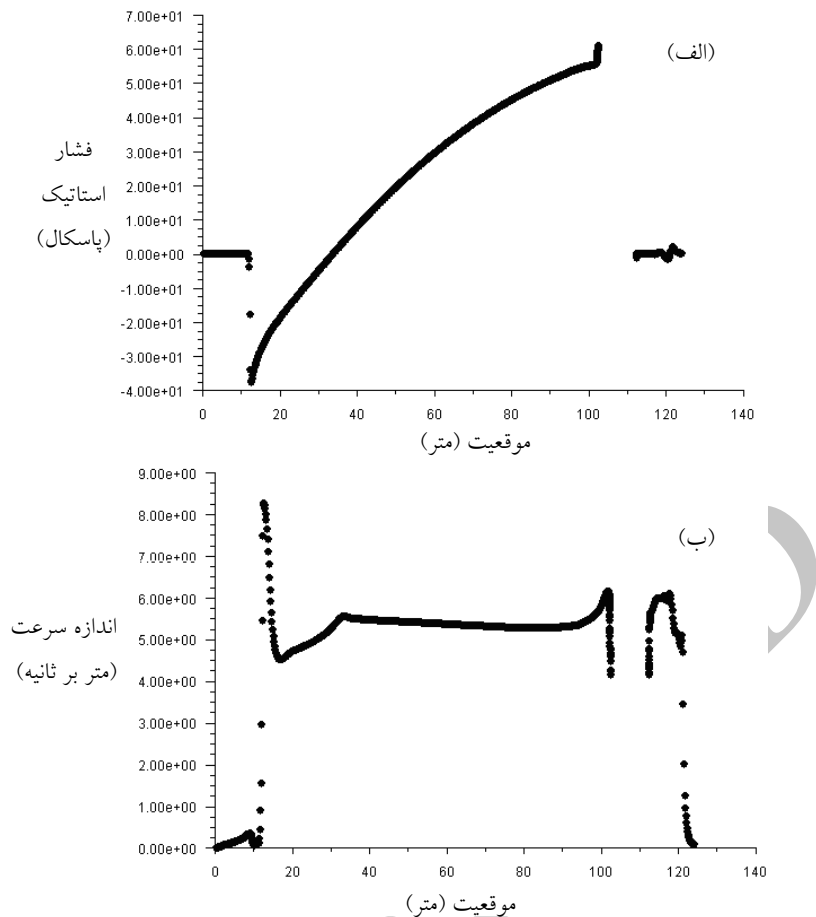 7.00e+01
6.00e+01
5.00e+01
4.00e+01
3.00e+01
2.00e+01
1.00e+01
0.00e+00
-1.00e+01
-2.00e+01
-3.00e+01
-4.00e+01
(الف)
فشار
استاتیک
(پاسکال)
0 20 40 60 80 100 120 140
موقعیت (متر)
9.00e+00
8.00e+00
7.00e+00
6.00e+00
5.00e+00
4.00e+00
3.00e+00
2.00e+00
1.00e+00
0.00e+00
(ب)
اندازه سرعت
(متر بر ثانیه)
0 20 40 60 80 100 120 140
موقعیت (متر)